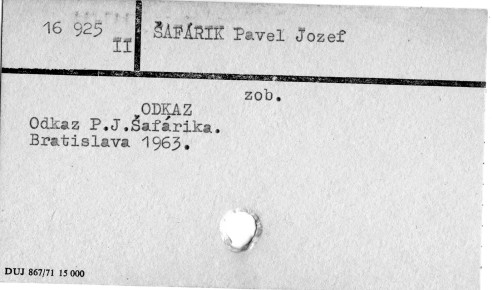 16 925
II
ŠAFÁRIK Pavel Jozef
zob.
ODKAZ
Odkaz P.J.Šafárika.
Bratislava 1963.
DUJ 867/71 15 000